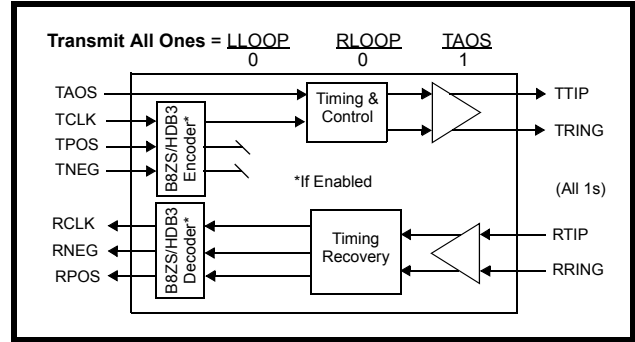 Transmit All Ones = LLOOP RLOOP TAOS
0 0 1
TAOS
TCLK
TPOS
TNEG
B8ZS/HDB3
Encoder*
Timing &
Control
TTIP
TRING
*If Enabled
(All 1s)
RCLK
RNEG
RPOS
B8ZS/HDB3
Decoder*
Timing
Recovery
RTIP
RRING